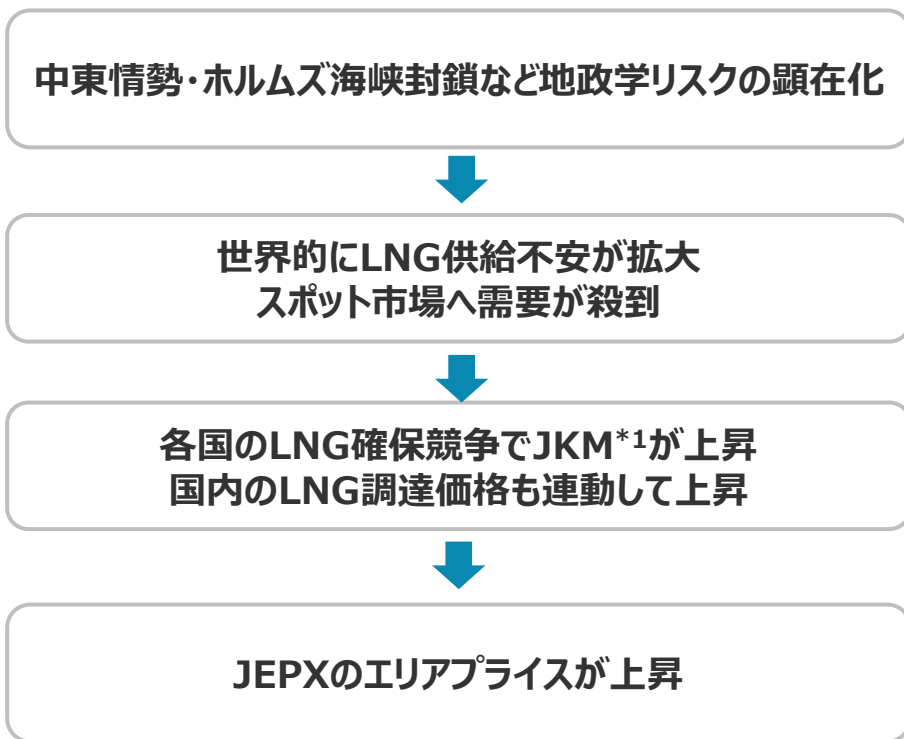 中東情勢・ホルムズ海峡封鎖など地政学リスクの顕在化
世界的にLNG供給不安が拡大
スポット市場へ需要が殺到
各国のLNG確保競争でJKM*1が上昇
国内のLNG調達価格も連動して上昇
JEPXのエリアプライスが上昇